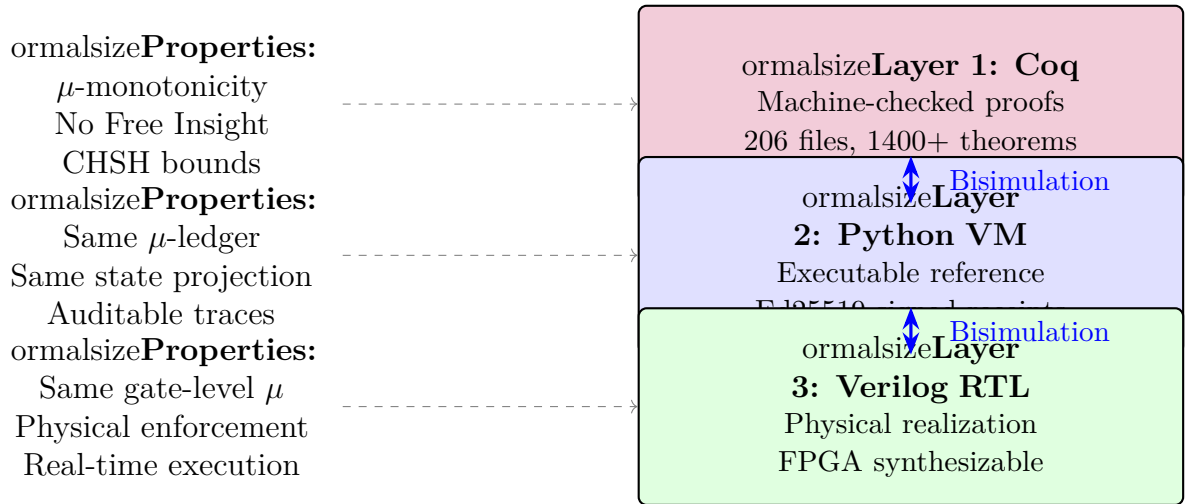 ormalsizeProperties:
μ-monotonicity
No Free Insight
CHSH bounds
ormalsizeLayer 1: Coq
Machine-checked proofs
206 files, 1400+ theorems
Bisimulation
ormalsizeProperties:
Same μ-ledger
Same state projection
Auditable traces
ormalsizeLayer
2: Python VM
Executable reference
Bisimulation
ormalsizeProperties:
Same gate-level μ
Physical enforcement
Real-time execution
ormalsizeLayer
3: Verilog RTL
Physical realization
FPGA synthesizable